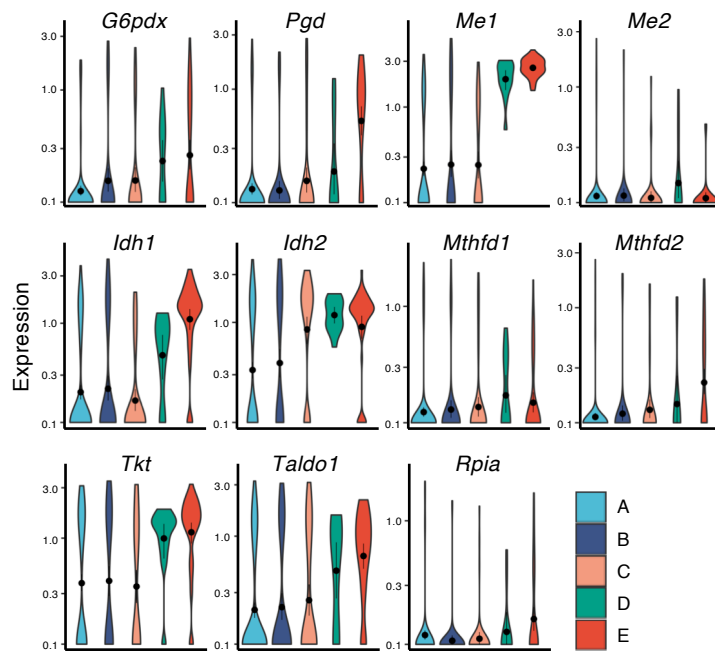 G6pdx Pgd Me1 Me2
3.0 3.0 3.0
1.0 1.0 3.0 1.0
1.0
0.3 0.3 0.3 0.3
0.1 0.1 0.1 0.1
Idh1 Idh2 Mthfd1 Mthfd2
3.0 3.0
1.0 1.0 1.0 1.0
0.3 0.3 0.3 0.3
0.1 0.1 0.1 0.1
Expression
Tkt Taldo1 Rpia
3.0 3.0
1.0 1.0 1.0
0.3 0.3 0.3
0.1 0.1 0.1
A
B
C
D
E